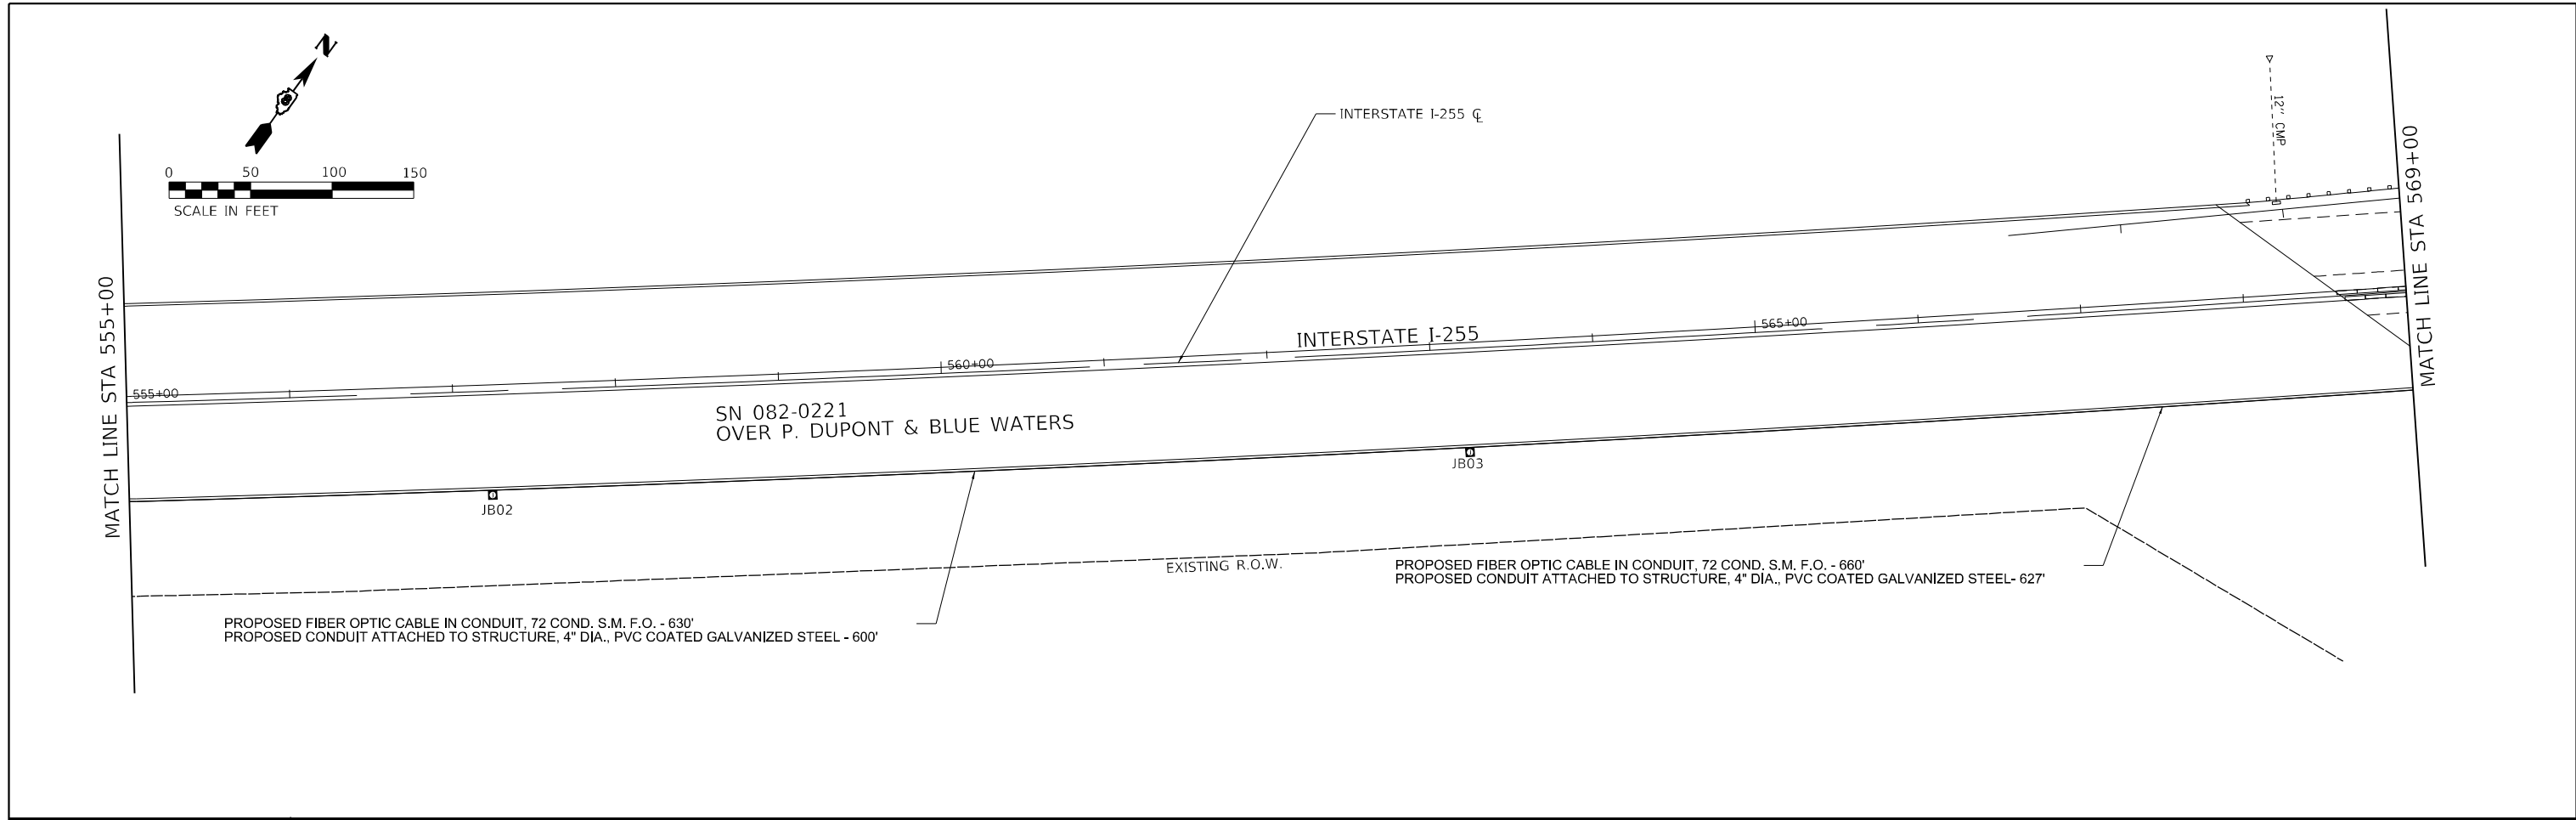 N
0 50 100 150
SCALE IN FEET
INTERSTATE I-255 ℄
12'' CMP
MATCH LINE STA 555+00
MATCH LINE STA 569+00
555+00
560+00
INTERSTATE I-255
565+00
SN 082-0221
OVER P. DUPONT & BLUE WATERS
JB02
JB03
EXISTING R.O.W.
PROPOSED FIBER OPTIC CABLE IN CONDUIT, 72 COND. S.M. F.O. - 660'
PROPOSED CONDUIT ATTACHED TO STRUCTURE, 4" DIA., PVC COATED GALVANIZED STEEL- 627'
PROPOSED FIBER OPTIC CABLE IN CONDUIT, 72 COND. S.M. F.O. - 630'
PROPOSED CONDUIT ATTACHED TO STRUCTURE, 4" DIA., PVC COATED GALVANIZED STEEL - 600'